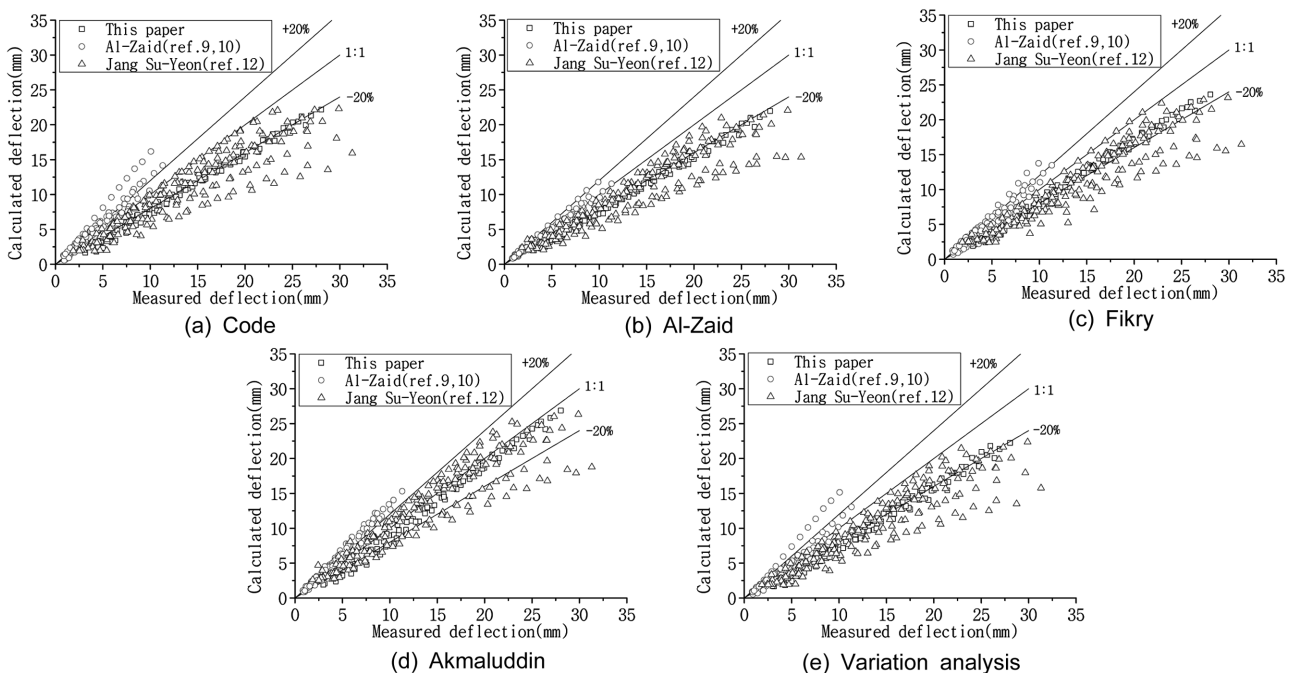 35
30
25
20
15
10
5
0
Calculated deflection(mm)
This paper
Al-Zaid(ref.9,10)
Jang Su-Yeon(ref.12)
+20%
1:1
-20%
0 5 10 15 20 25 30 35
Measured deflection(mm)
(a) Code
35
30
25
20
15
10
5
0
Calculated deflection(mm)
This paper
Al-Zaid(ref.9,10)
Jang Su-Yeon(ref.12)
+20%
1:1
-20%
0 5 10 15 20 25 30 35
Measured deflection(mm)
(b) Al-Zaid
35
30
25
20
15
10
5
0
Calculated deflection(mm)
This paper
Al-Zaid(ref.9,10)
Jang Su-Yeon(ref.12)
+20%
1:1
-20%
0 5 10 15 20 25 30 35
Measured deflection(mm)
(c) Fikry
35
30
25
20
15
10
5
0
Calculated deflection(mm)
This paper
Al-Zaid(ref.9,10)
Jang Su-Yeon(ref.12)
+20%
1:1
-20%
0 5 10 15 20 25 30 35
Measured deflection(mm)
(d) Akmaluddin
35
30
25
20
15
10
5
0
Calculated deflection(mm)
This paper
Al-Zaid(ref.9,10)
Jang Su-Yeon(ref.12)
+20%
1:1
-20%
0 5 10 15 20 25 30 35
Measured deflection(mm)
(e) Variation analysis